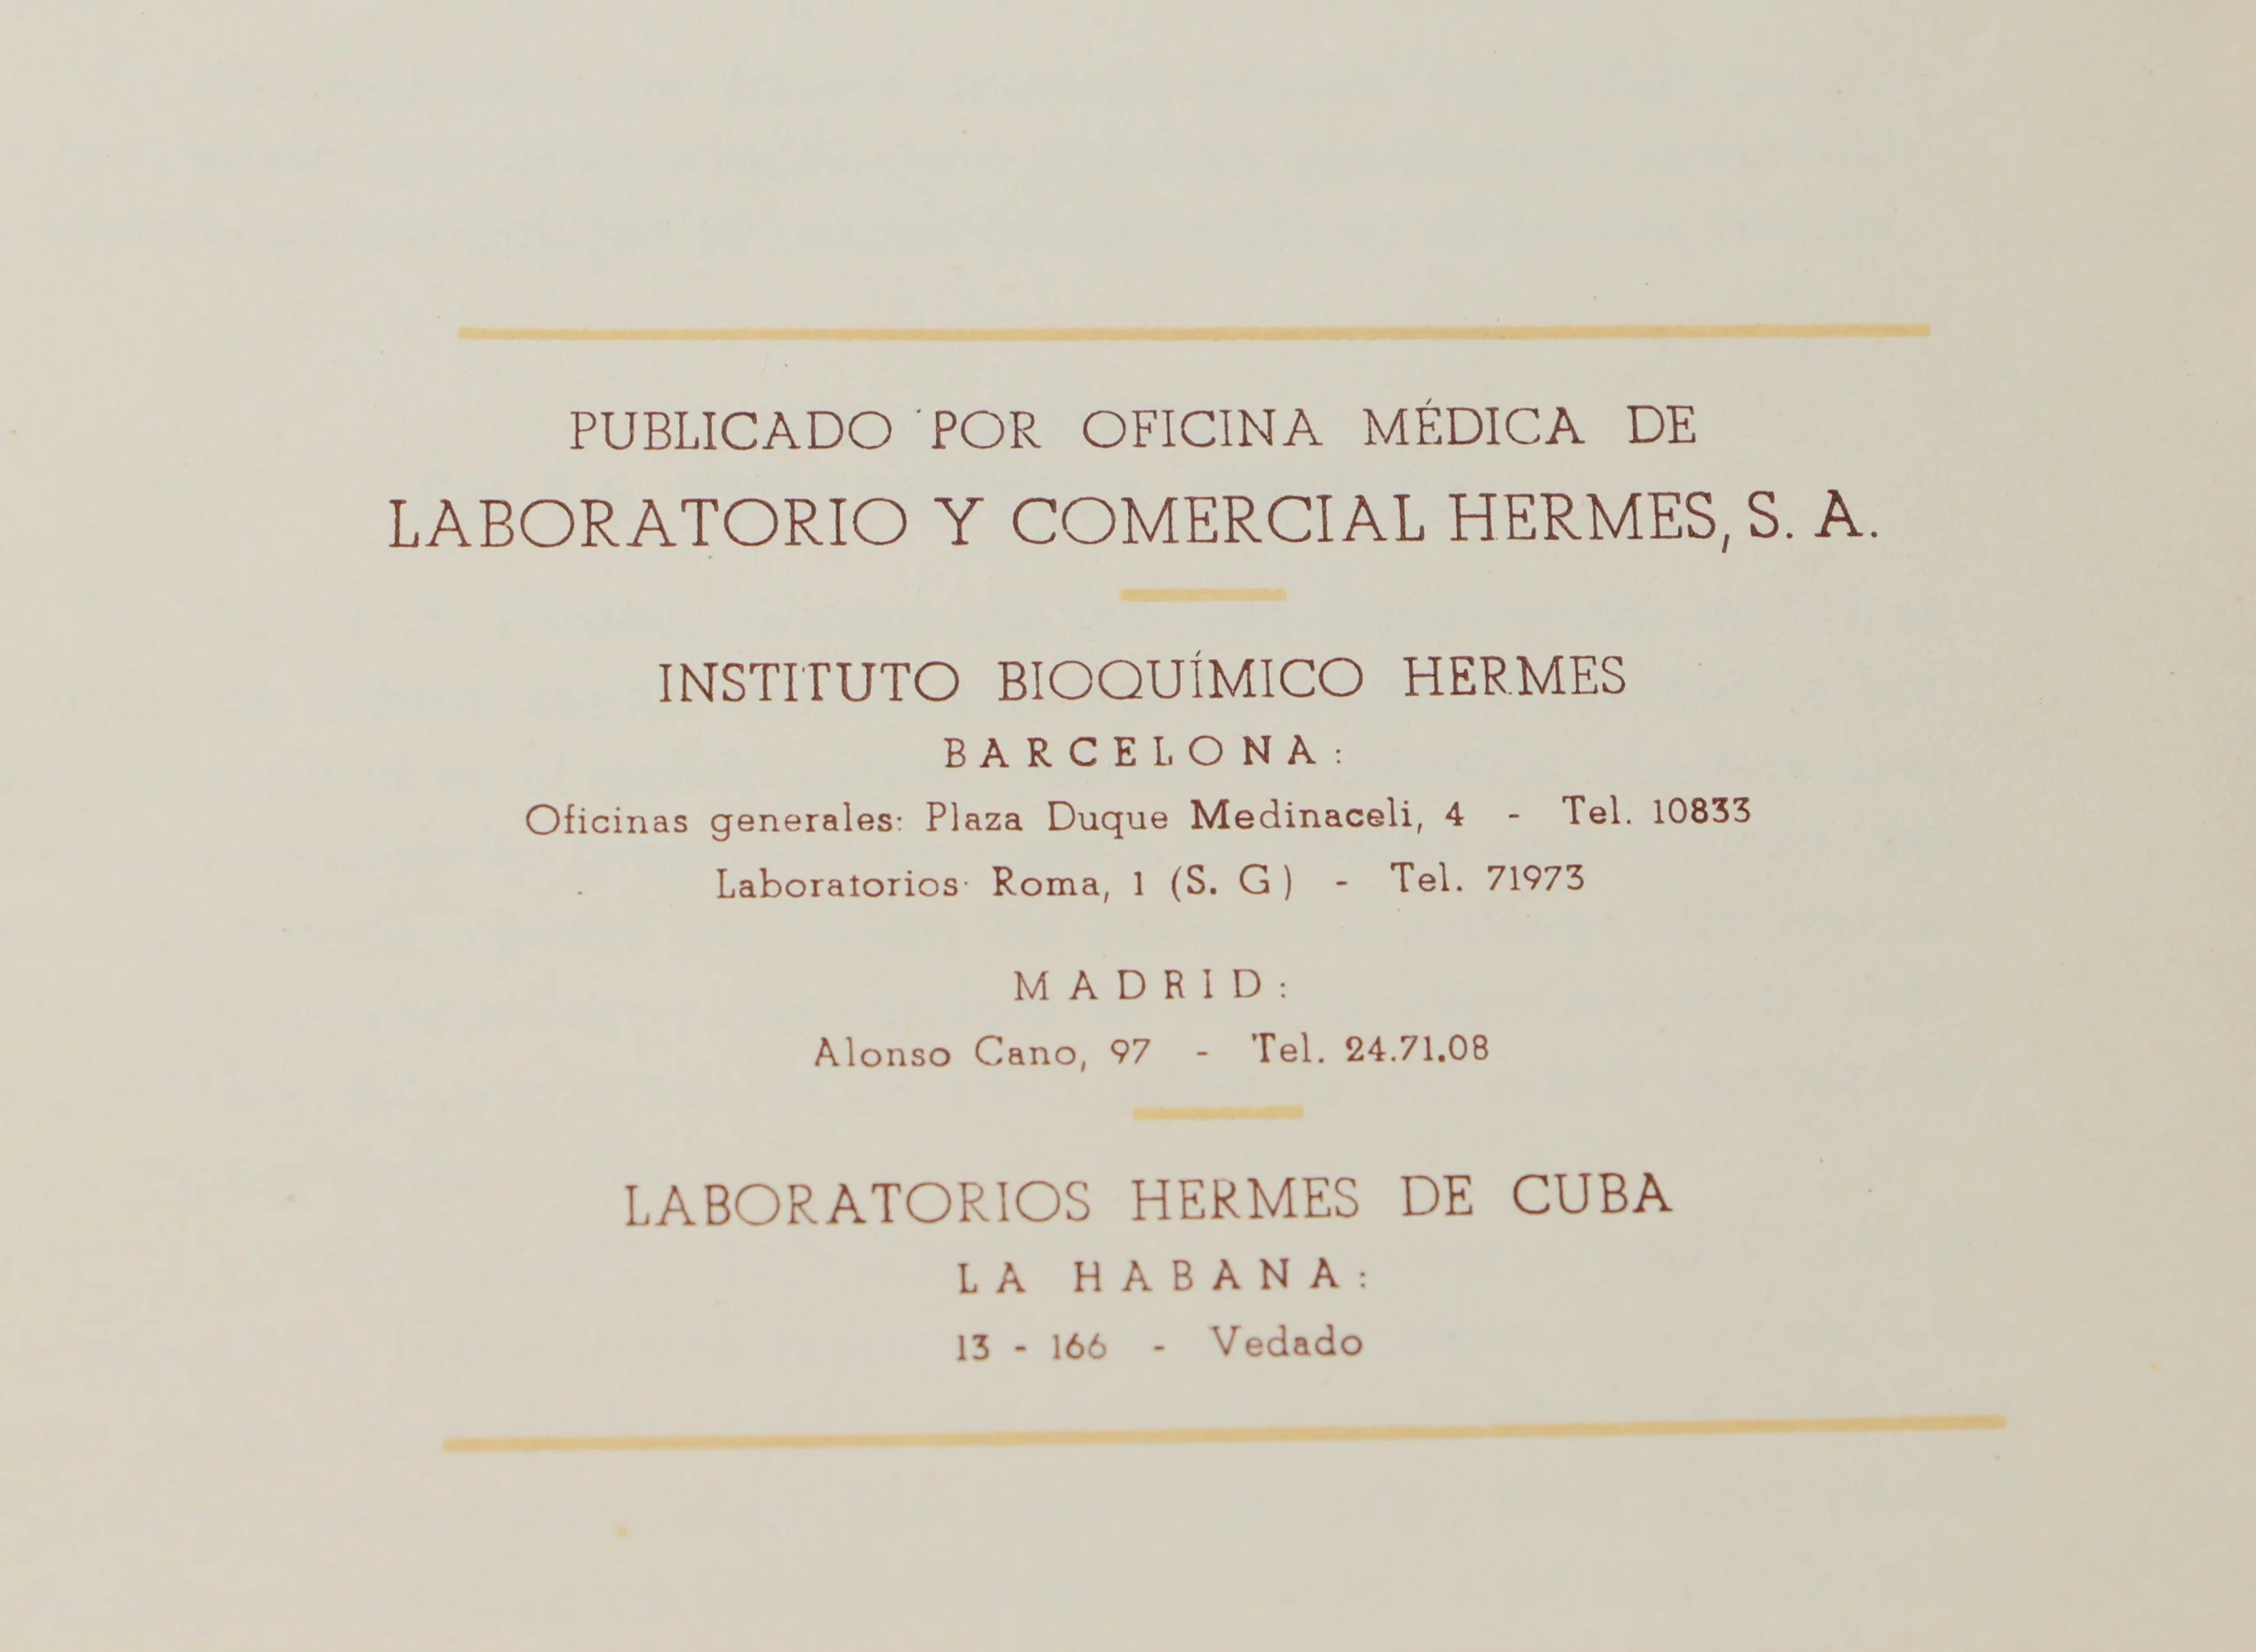 PUBLICADO POR OFICINA MÉDICA DE
LABORATORIO Y COMERCIAL HERMES, S. A.
INSTITUTO BIOQUÍMICO HERMES
BARCELONA:
Oficinas generales: Plaza Duque Medinaceli, 4 - Tel. 10833
Laboratorios· Roma, 1 (S. G) - Tel. 71973
MADRID:
Alonso Cano, 97 - Tel. 24.71.08
LABORATORIOS HERMES DE CUBA
LA HABANA:
13 - 166 - Vedado